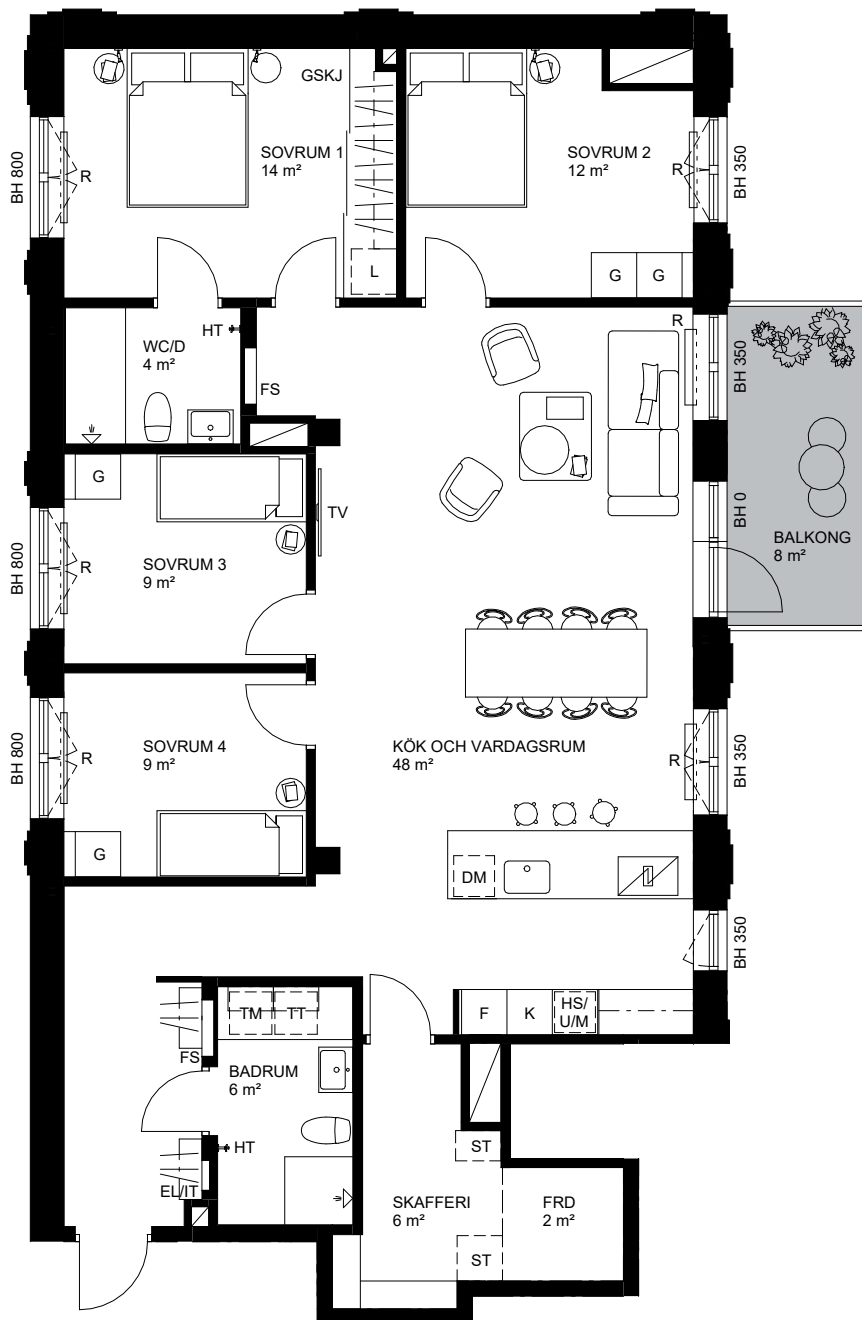 GSKJ
SOVRUM 1
14 m²
SOVRUM 2
12 m²
BH 800
R
R
BH 350
L
G
G
HT
WC/D
4 m²
FS
R
BH 350
G
TV
BH 0
BALKONG
8 m²
BH 800
R
SOVRUM 3
9 m²
BH 800
R
SOVRUM 4
9 m²
KÖK OCH VARDAGSRUM
48 m²
R
BH 350
G
DM
BH 350
TM
TT
F
K
HS/
U/M
FS
BADRUM
6 m²
HT
ST
EL/IT
SKAFFERI
6 m²
FRD
2 m²
ST